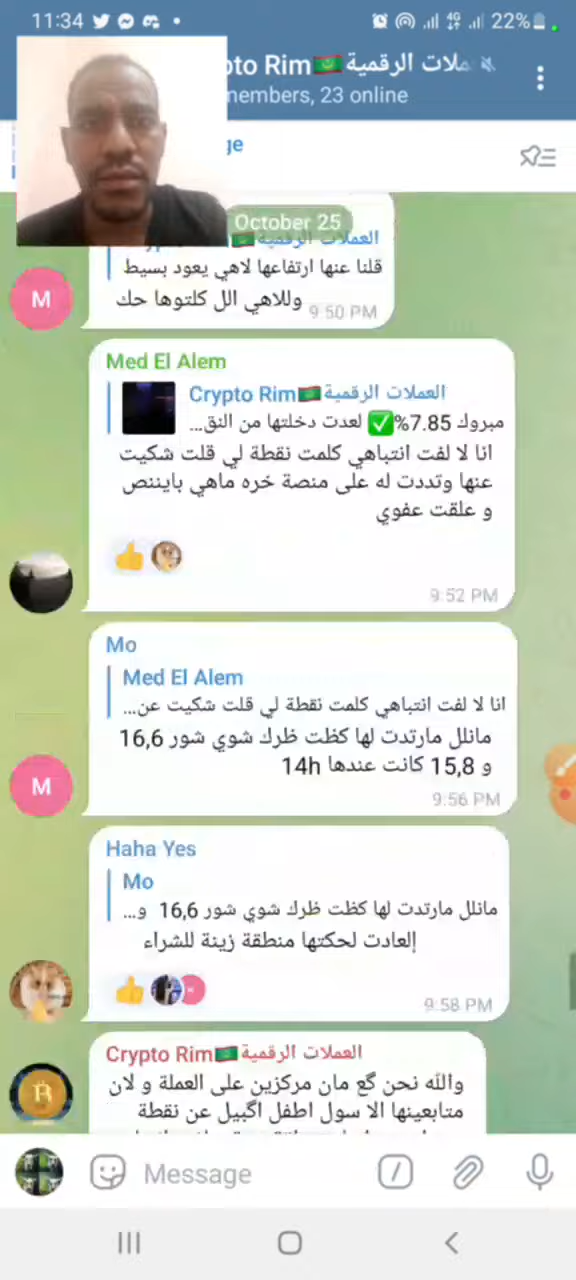 11:34
22%
pto Rim🇲🇷العملات الرقمية
members, 23 online
ge
October 25
العملات الرقمية
قلنا عنها ارتفاعها لاهي يعود بسيط
وللاهي الل كلتوها حك
9:50 PM
M
Med El Alem
Crypto Rim🇲🇷العملات الرقمية
مبروك 7.85%✅ لعدت دخلتها من النق...
انا لا لفت انتباهي كلمت نقطة لي قلت شكيت
عنها وتددت له على منصة خره ماهي بايننص
و علقت عفوي
9:52 PM
Mo
Med El Alem
انا لا لفت انتباهي كلمت نقطة لي قلت شكيت عن...
مانلل مارتدت لها كظت ظرك شوي شور 16,6
و 15,8 كانت عندها 14h
M
9:56 PM
Haha Yes
Mo
مانلل مارتدت لها كظت ظرك شوي شور 16,6 و...
إلعادت لحكتها منطقة زينة للشراء
9:58 PM
Crypto Rim🇲🇷العملات الرقمية
والله نحن گع مان مركزين على العملة و لان
متابعينها الا سول اطفل اگبيل عن نقطة
Message